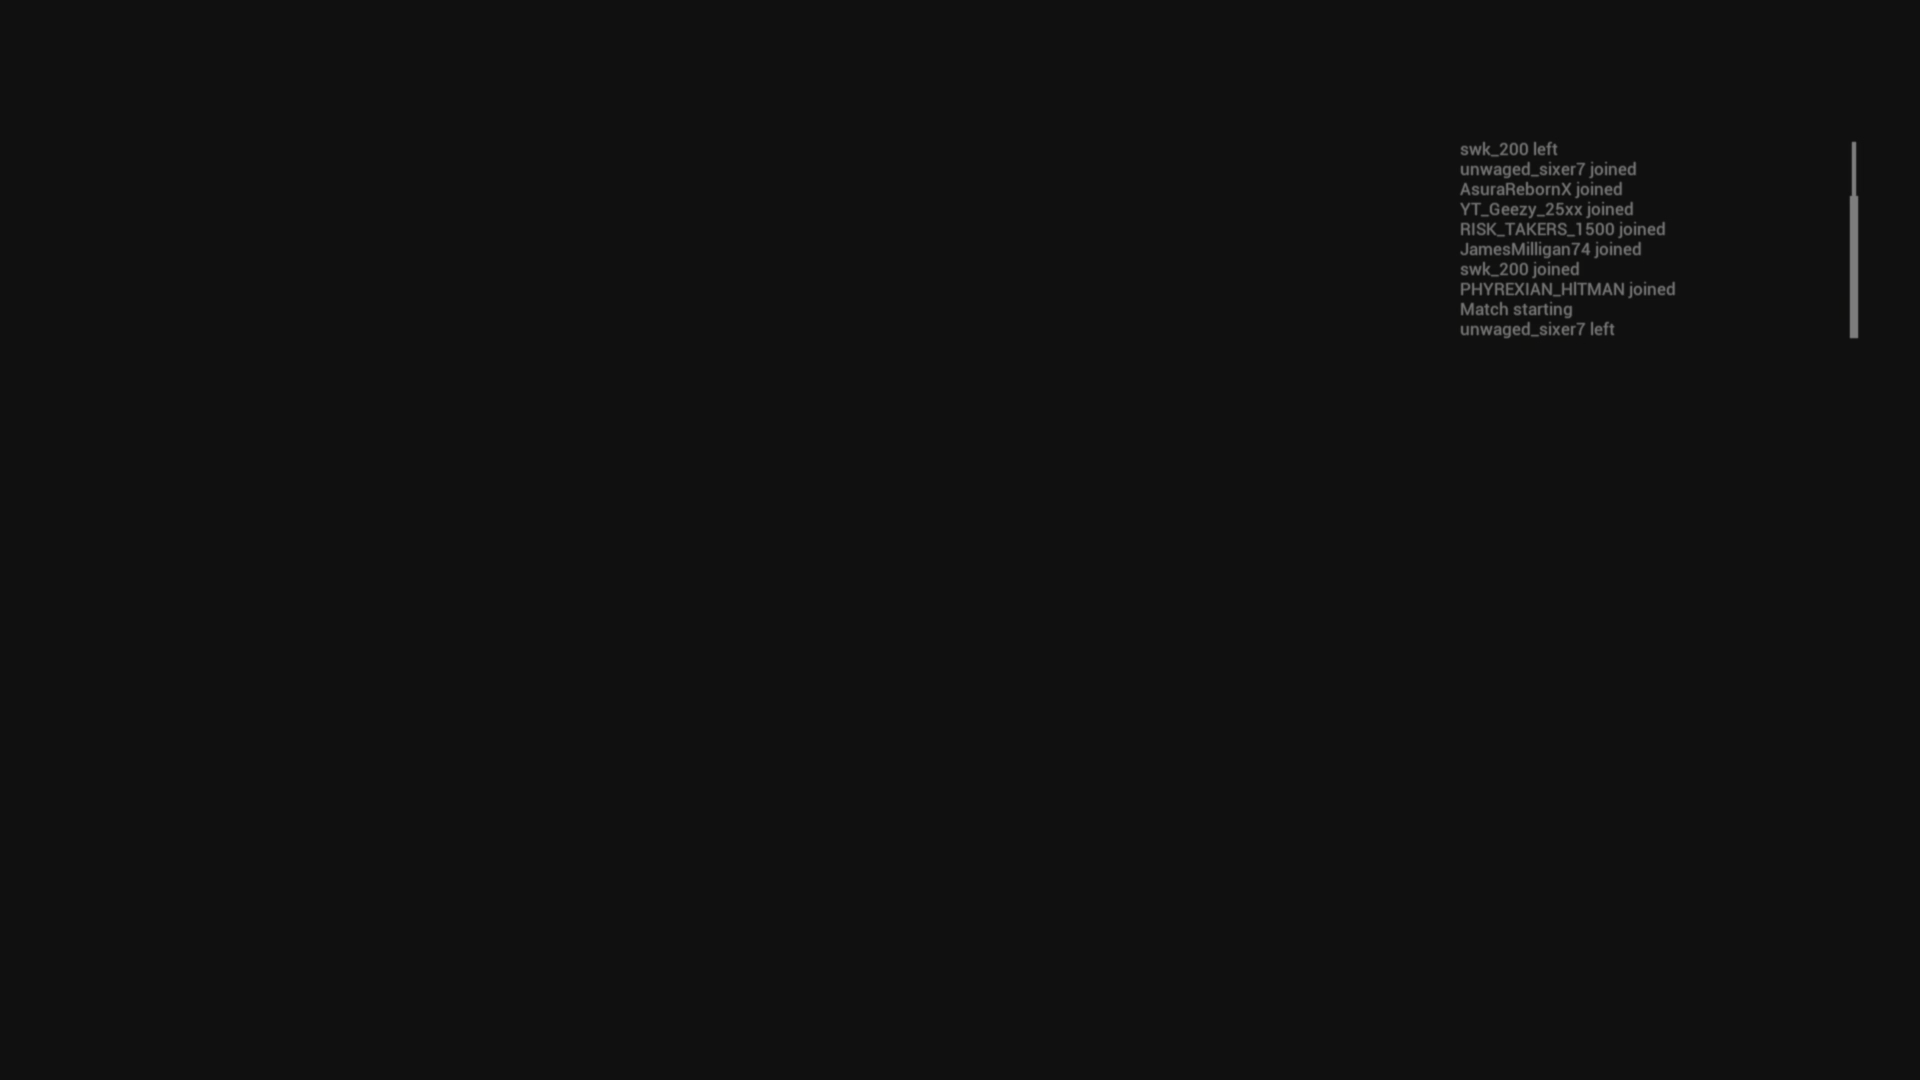 swk_200 left
unwaged_sixer7 joined
AsuraRebornX joined
YT_Geezy_25xx joined
RISK_TAKERS_1500 joined
JamesMilligan74 joined
swk_200 joined
PHYREXIAN_HlTMAN joined
Match starting
unwaged_sixer7 left